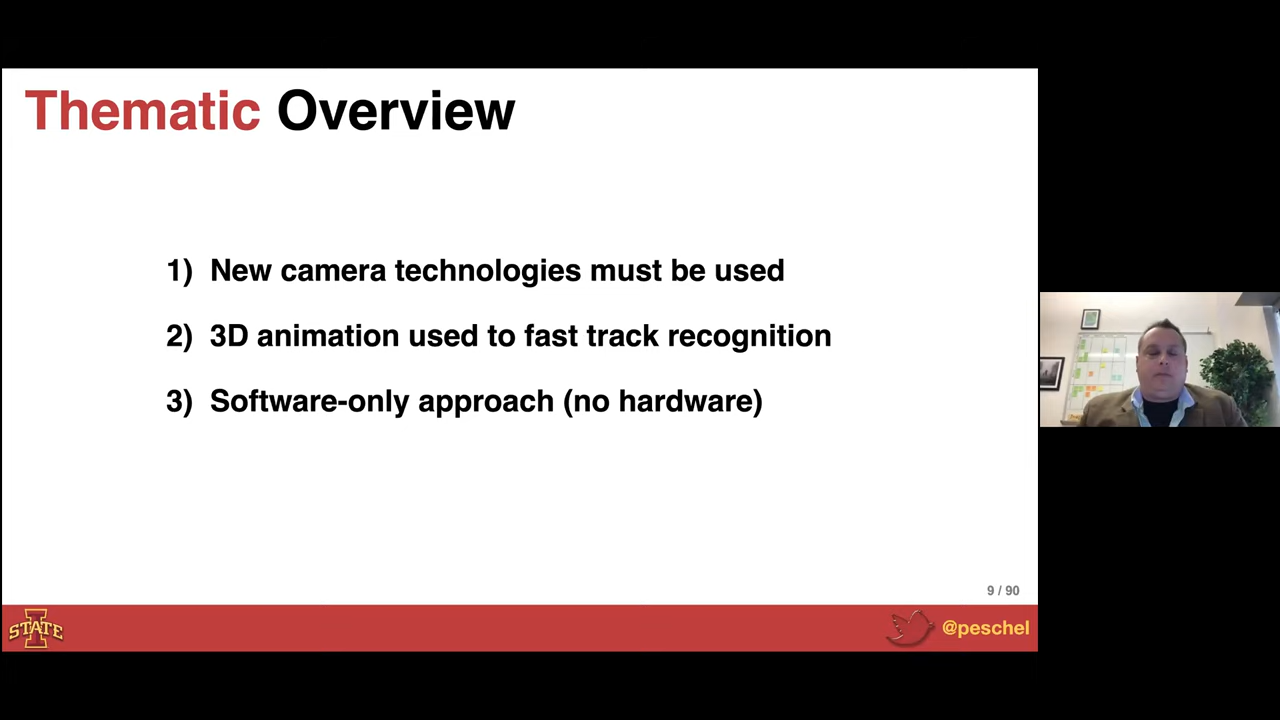 Thematic Overview
1) New camera technologies must be used
2) 3D animation used to fast track recognition
3) Software-only approach (no hardware)
9 / 90
I
STATE
@peschel